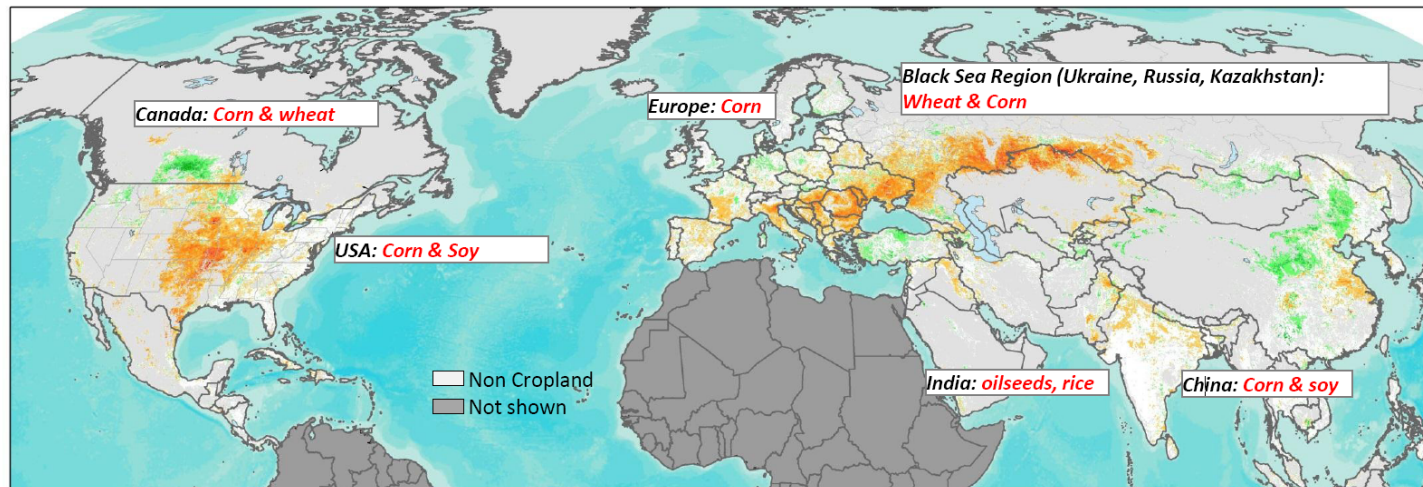 Black Sea Region (Ukraine, Russia, Kazakhstan):
Wheat & Corn
Canada: Corn & wheat
Europe: Corn
USA: Corn & Soy
Non Cropland
Not shown
India: oilseeds, rice
China: Corn & soy